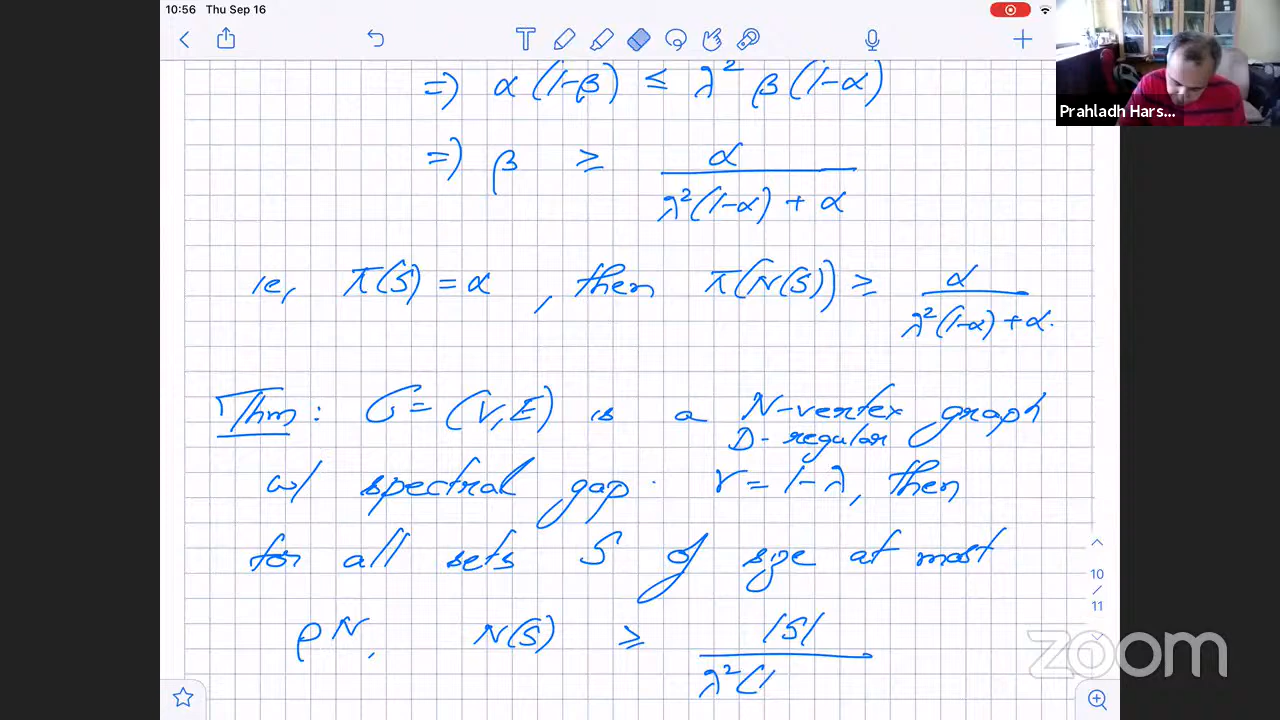 10:56 Thu Sep 16
=) α (1-β) ≤ λ² β (1-α)
=) β ≥ α / (λ²(1-α) + α)
ie, π(S) = α, then π(N(S)) ≥ α / (λ²(1-α) + α.)
Thm: G = (V, E) is a N-vertex graph
D-regular
w/ spectral gap. γ = 1-λ, then
for all sets S of size at most
ρN, N(S) ≥ |S| / λ²(1
Prahladh Hars...
10
/
11
zoom